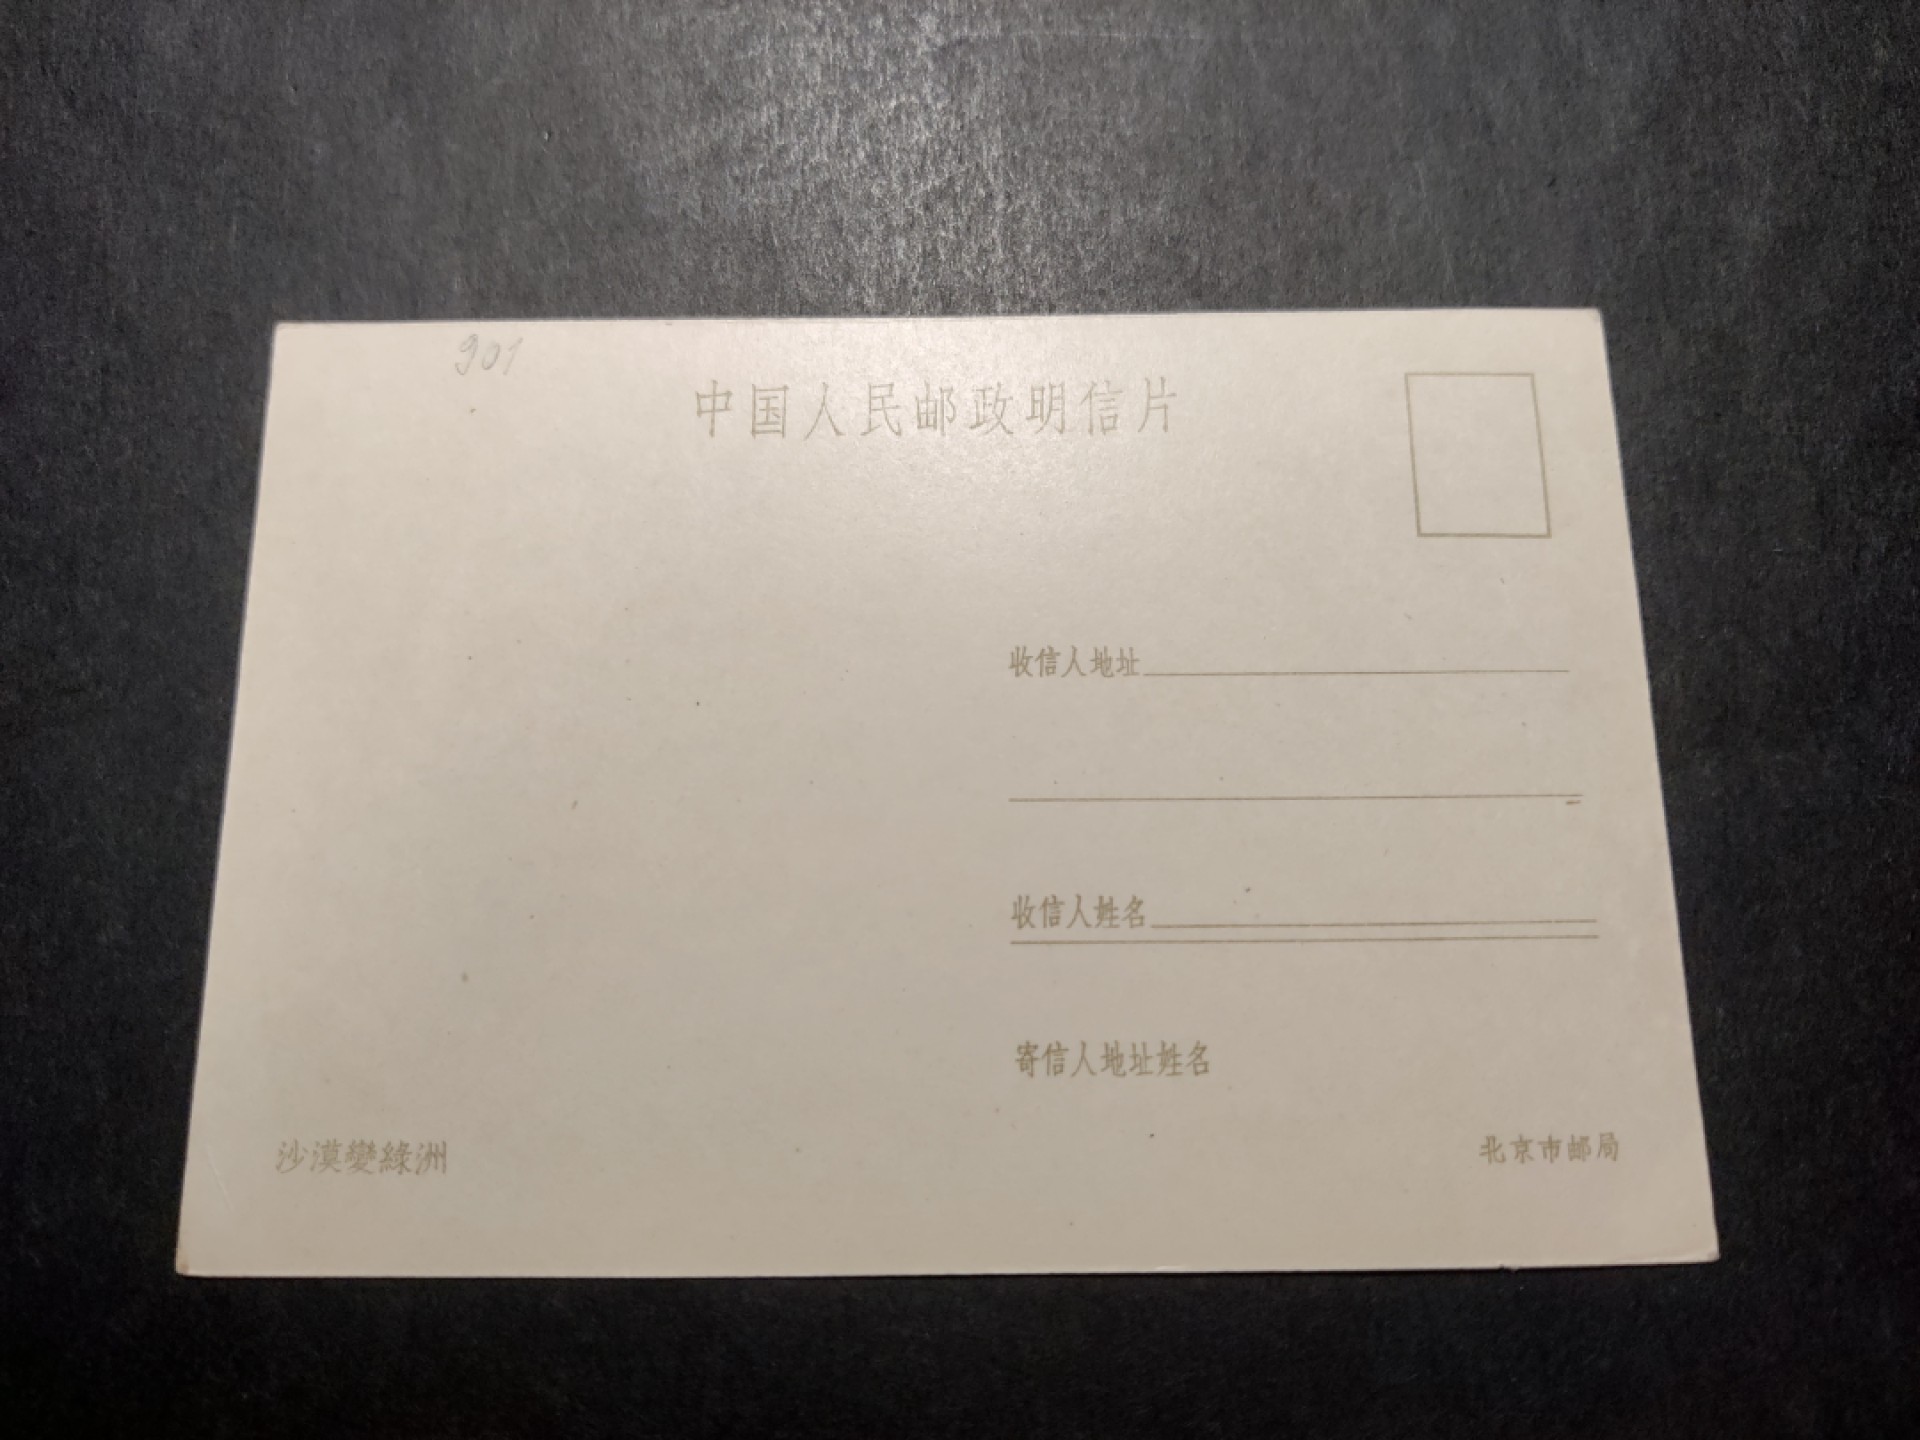 901
中国人民邮政明信片
收信人地址
收信人姓名
寄信人地址姓名
沙漠變綠洲
北京市邮局